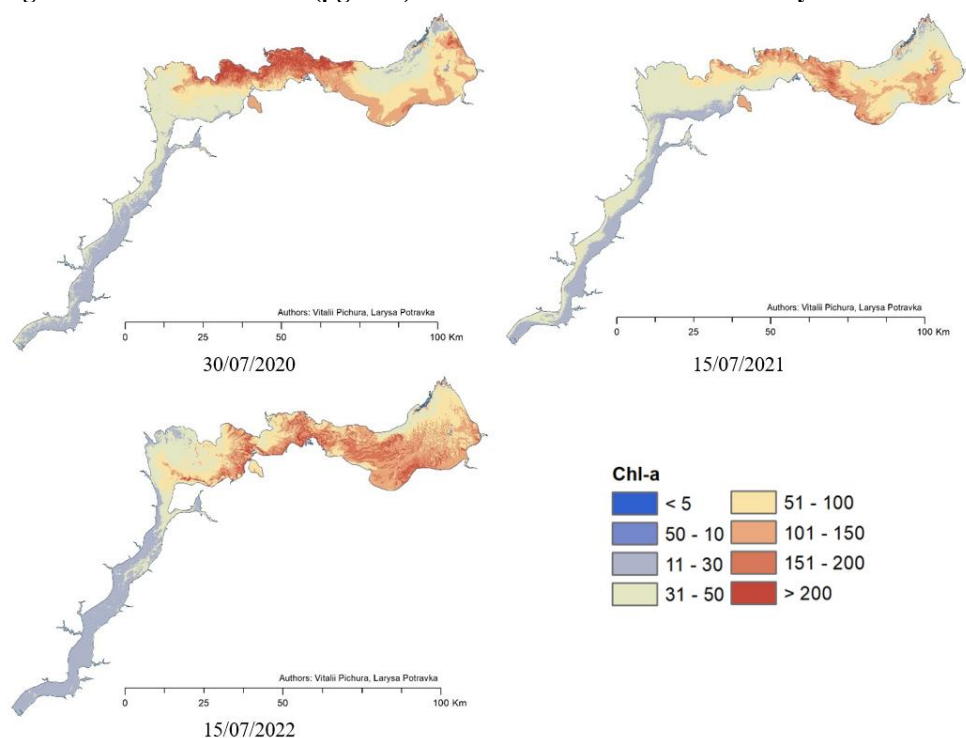 Authors: Vitalii Pichura, Larysa Potravka
0 25 50 100 Km
30/07/2020
Authors: Vitalii Pichura, Larysa Potravka
0 25 50 100 Km
15/07/2021
Authors: Vitalii Pichura, Larysa Potravka
0 25 50 100 Km
15/07/2022
Chl-a
< 5
50 - 10
11 - 30
31 - 50
51 - 100
101 - 150
151 - 200
> 200